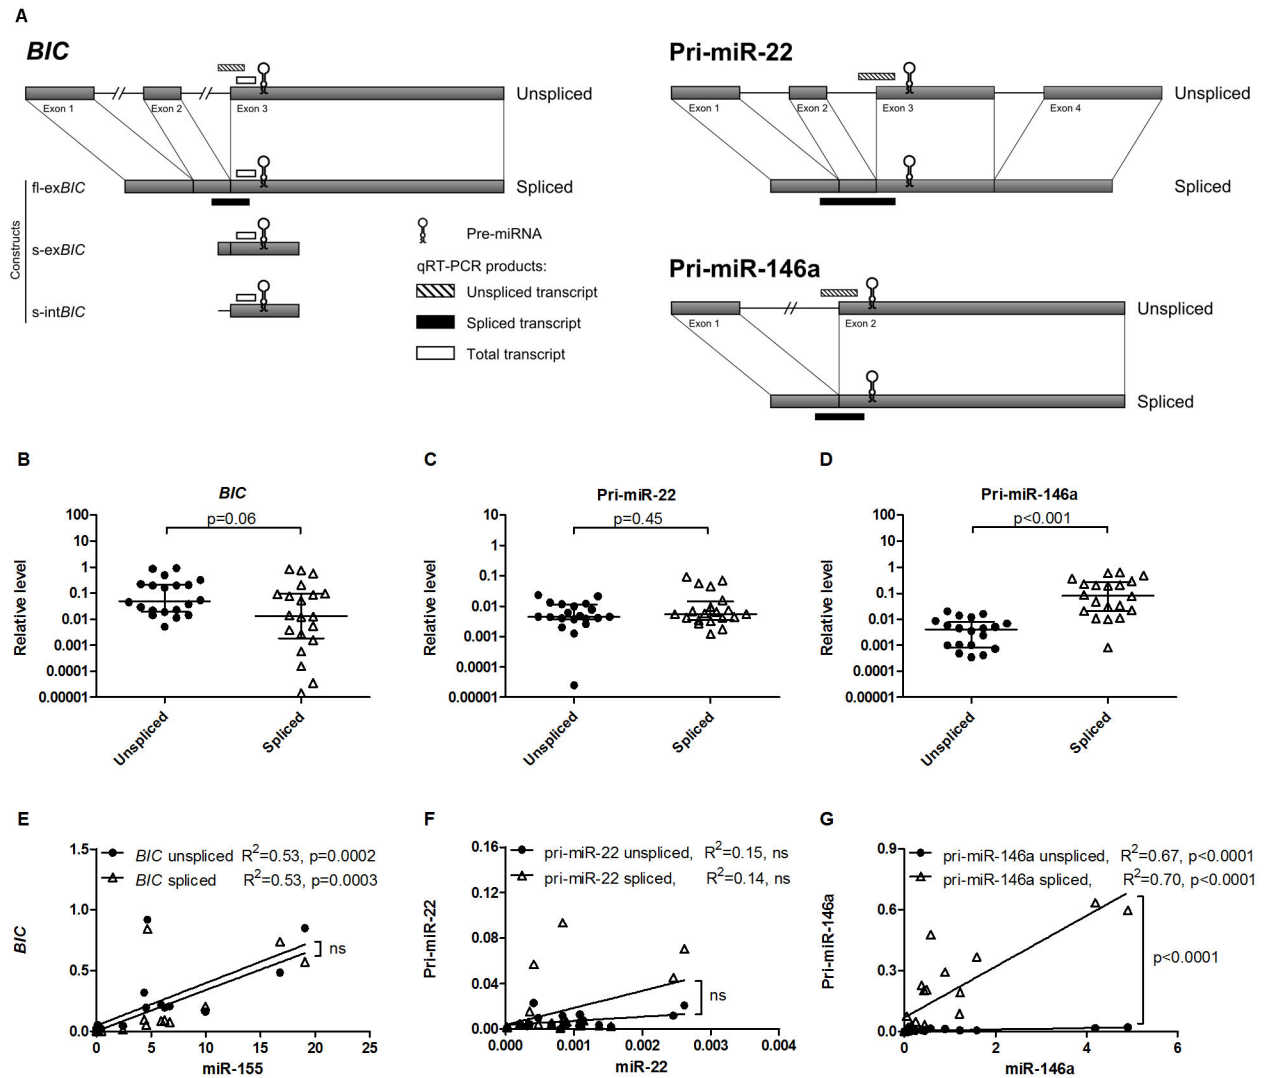 A
BIC
Unspliced
Exon 1
Exon 2
Exon 3
fl-exBIC
Spliced
s-exBIC
s-intBIC
Constructs
Pre-miRNA
qRT-PCR products:
Unspliced transcript
Spliced transcript
Total transcript
Pri-miR-22
Unspliced
Exon 1
Exon 2
Exon 3
Exon 4
Spliced
Pri-miR-146a
Unspliced
Exon 1
Exon 2
Spliced
B
BIC
p=0.06
Relative level
100
10
1
0.1
0.01
0.001
0.0001
0.00001
Unspliced
Spliced
C
Pri-miR-22
p=0.45
Relative level
10
1
0.1
0.01
0.001
0.0001
0.00001
Unspliced
Spliced
D
Pri-miR-146a
p<0.001
Relative level
100
10
1
0.1
0.01
0.001
0.0001
0.00001
Unspliced
Spliced
E
BIC unspliced R2=0.53, p=0.0002
BIC spliced R2=0.53, p=0.0003
BIC
1.5
1.0
0.5
0.0
ns
0 5 10 15 20 25
miR-155
F
pri-miR-22 unspliced, R2=0.15, ns
pri-miR-22 spliced, R2=0.14, ns
Pri-miR-22
0.16
0.12
0.08
0.04
0.00
ns
0.000 0.001 0.002 0.003 0.004
miR-22
G
pri-miR-146a unspliced, R2=0.67, p<0.0001
pri-miR-146a spliced, R2=0.70, p<0.0001
Pri-miR-146a
0.9
0.6
0.3
0.0
p<0.0001
0 2 4 6
miR-146a